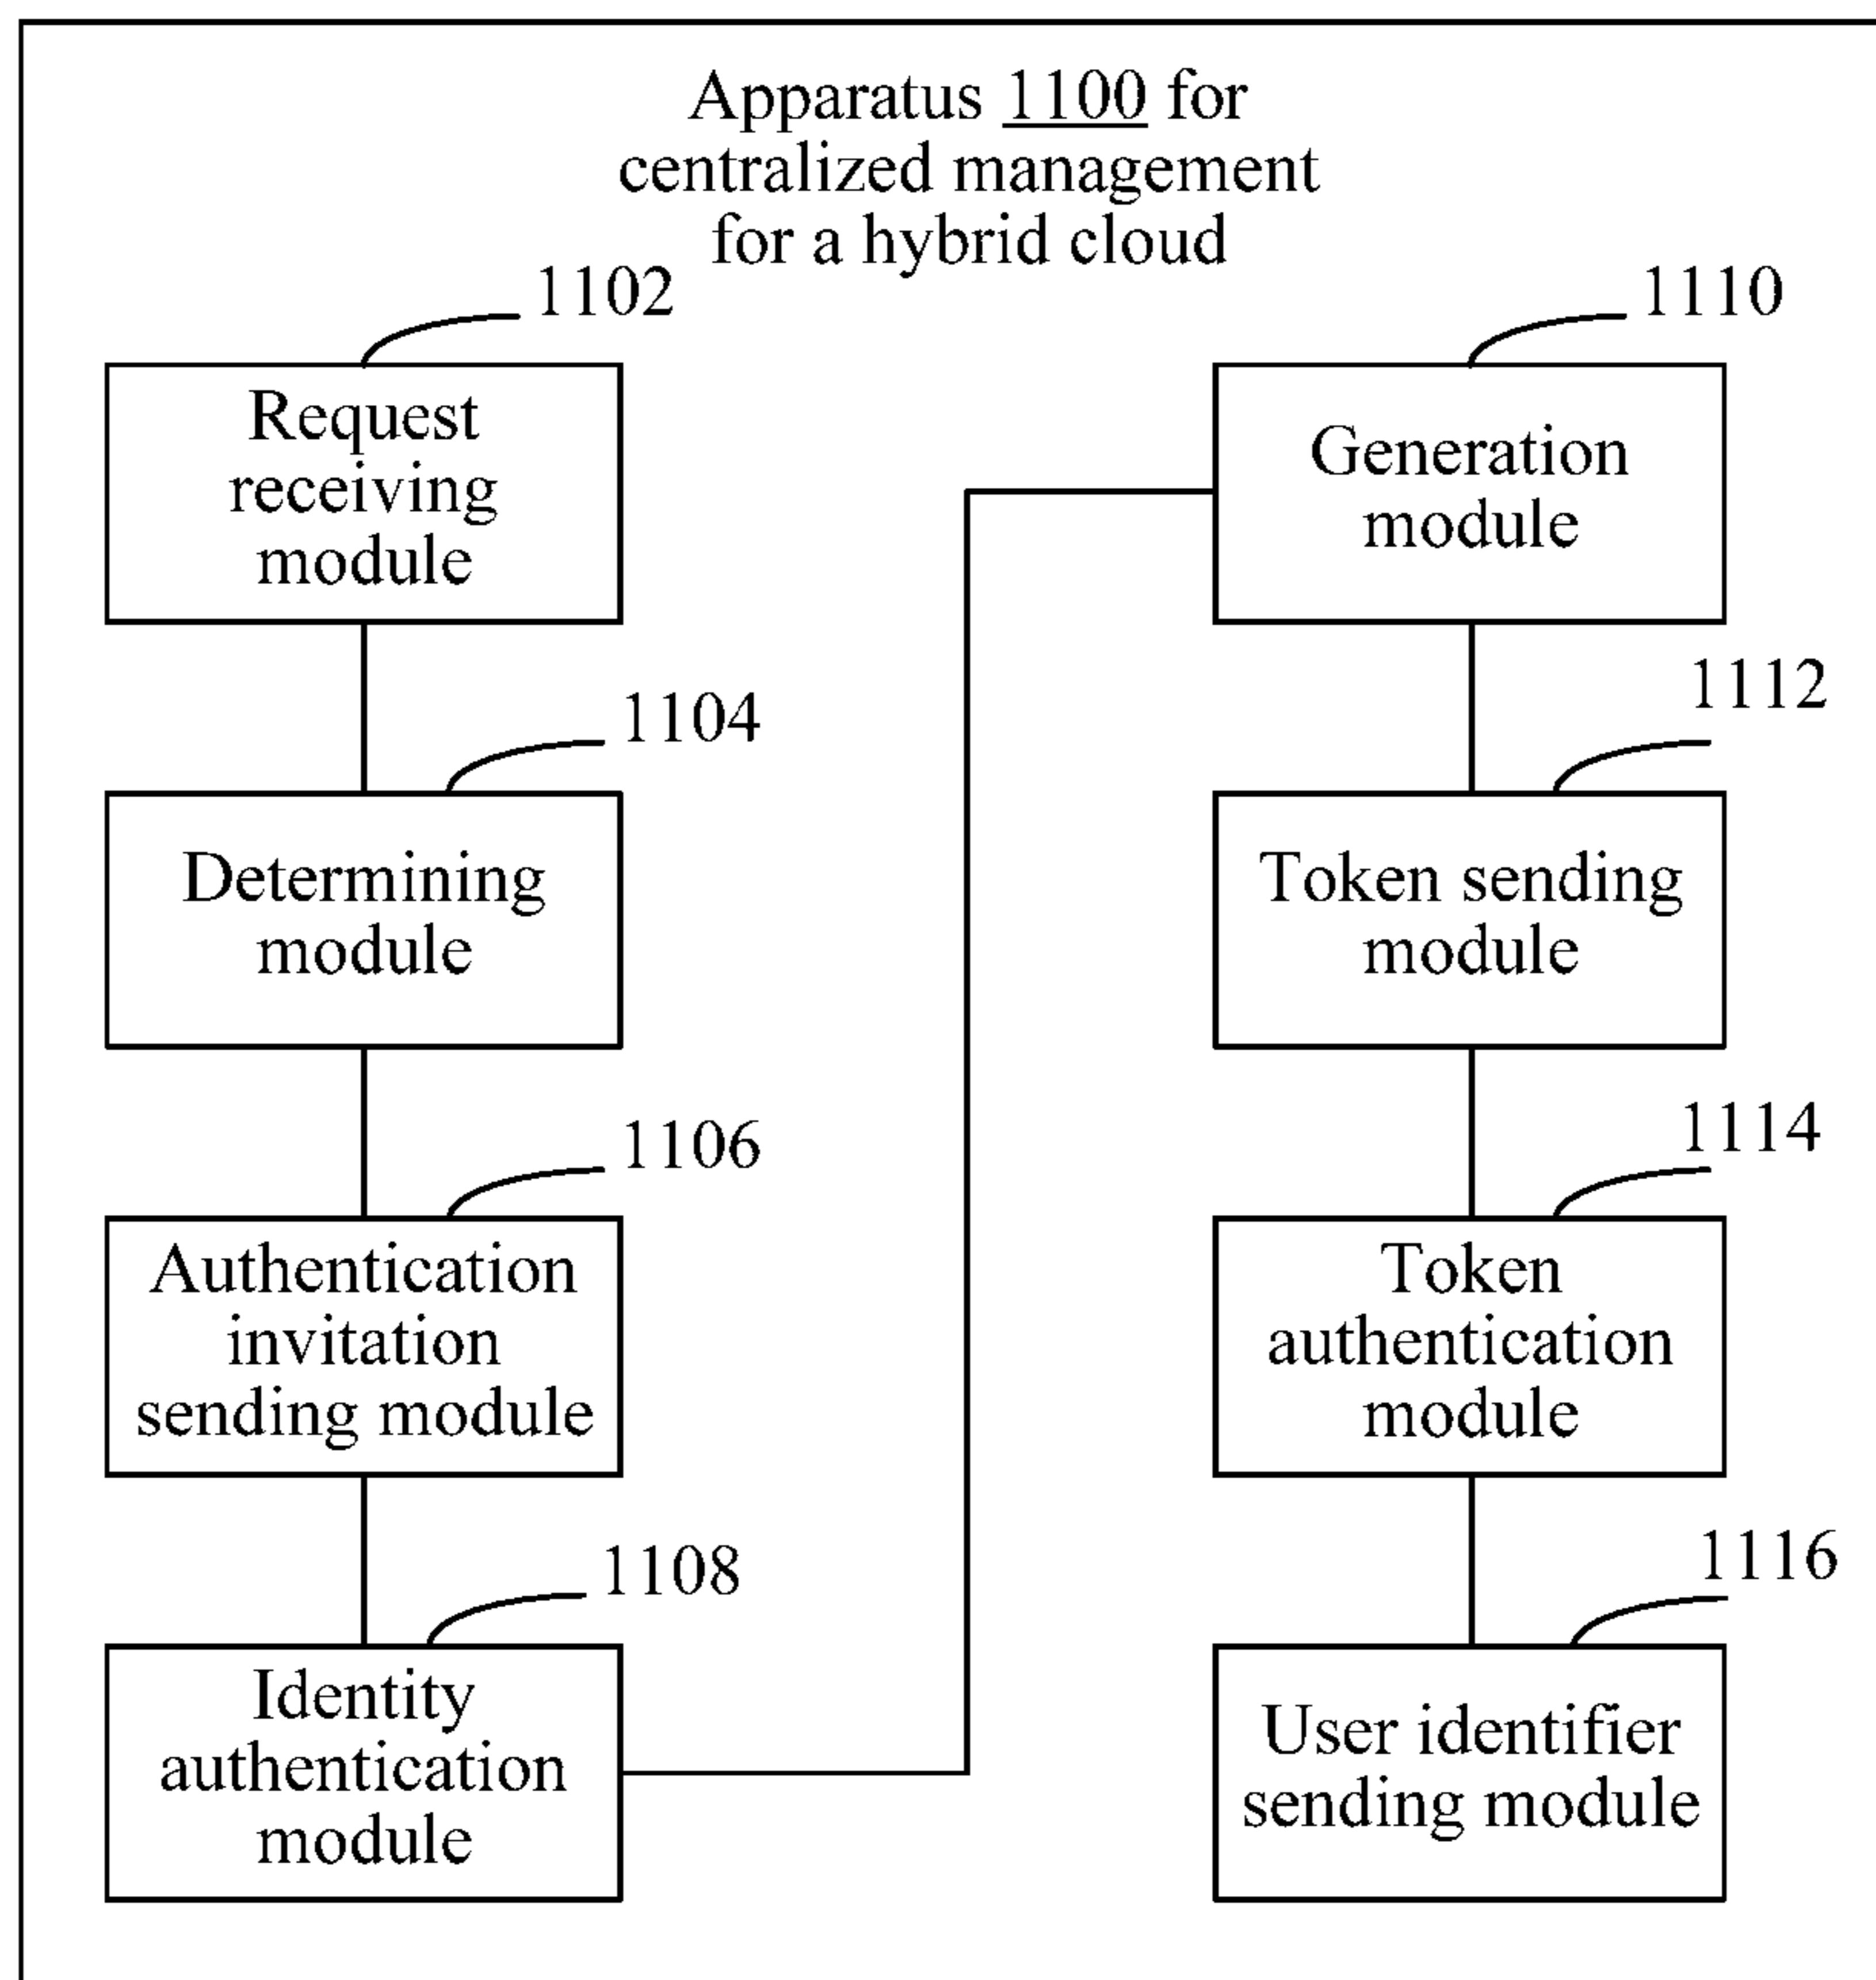 Apparatus 1100 for
centralized management
for a hybrid cloud
1102
Request
receiving
module
1104
Determining
module
1106
Authentication
invitation
sending module
1108
Identity
authentication
module
1110
Generation
module
1112
Token sending
module
1114
Token
authentication
module
1116
User identifier
sending module